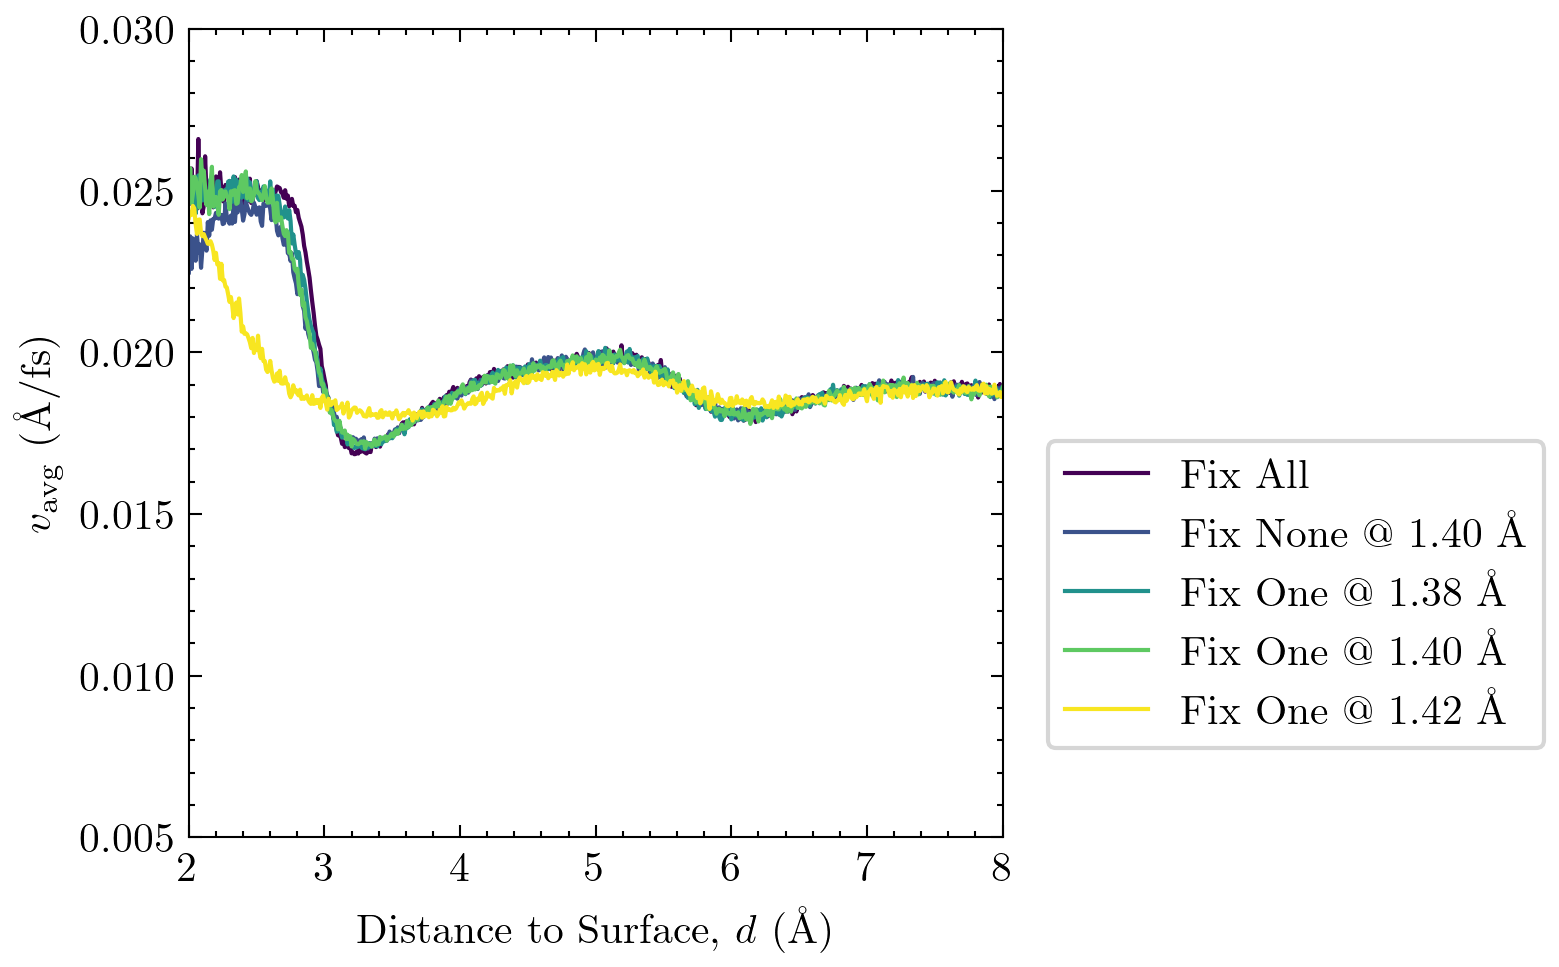 0.030
0.025
0.020
0.015
0.010
0.005
v_avg (Å/fs)
2 3 4 5 6 7 8
Distance to Surface, d (Å)
Fix All
Fix None @ 1.40 Å
Fix One @ 1.38 Å
Fix One @ 1.40 Å
Fix One @ 1.42 Å